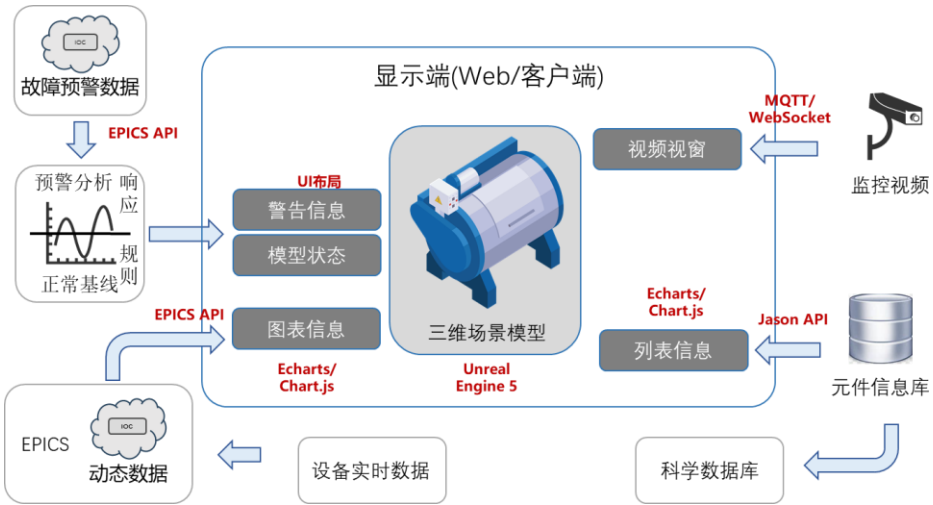 IOC
故障预警数据
EPICS API
预警分析
响应
规则
正常基线
显示端(Web/客户端)
UI布局
警告信息
模型状态
EPICS API
图表信息
Echarts/
Chart.js
三维场景模型
Unreal
Engine 5
MQTT/
WebSocket
视频视窗
监控视频
Echarts/
Chart.js
Jason API
列表信息
元件信息库
EPICS
IOC
动态数据
设备实时数据
科学数据库